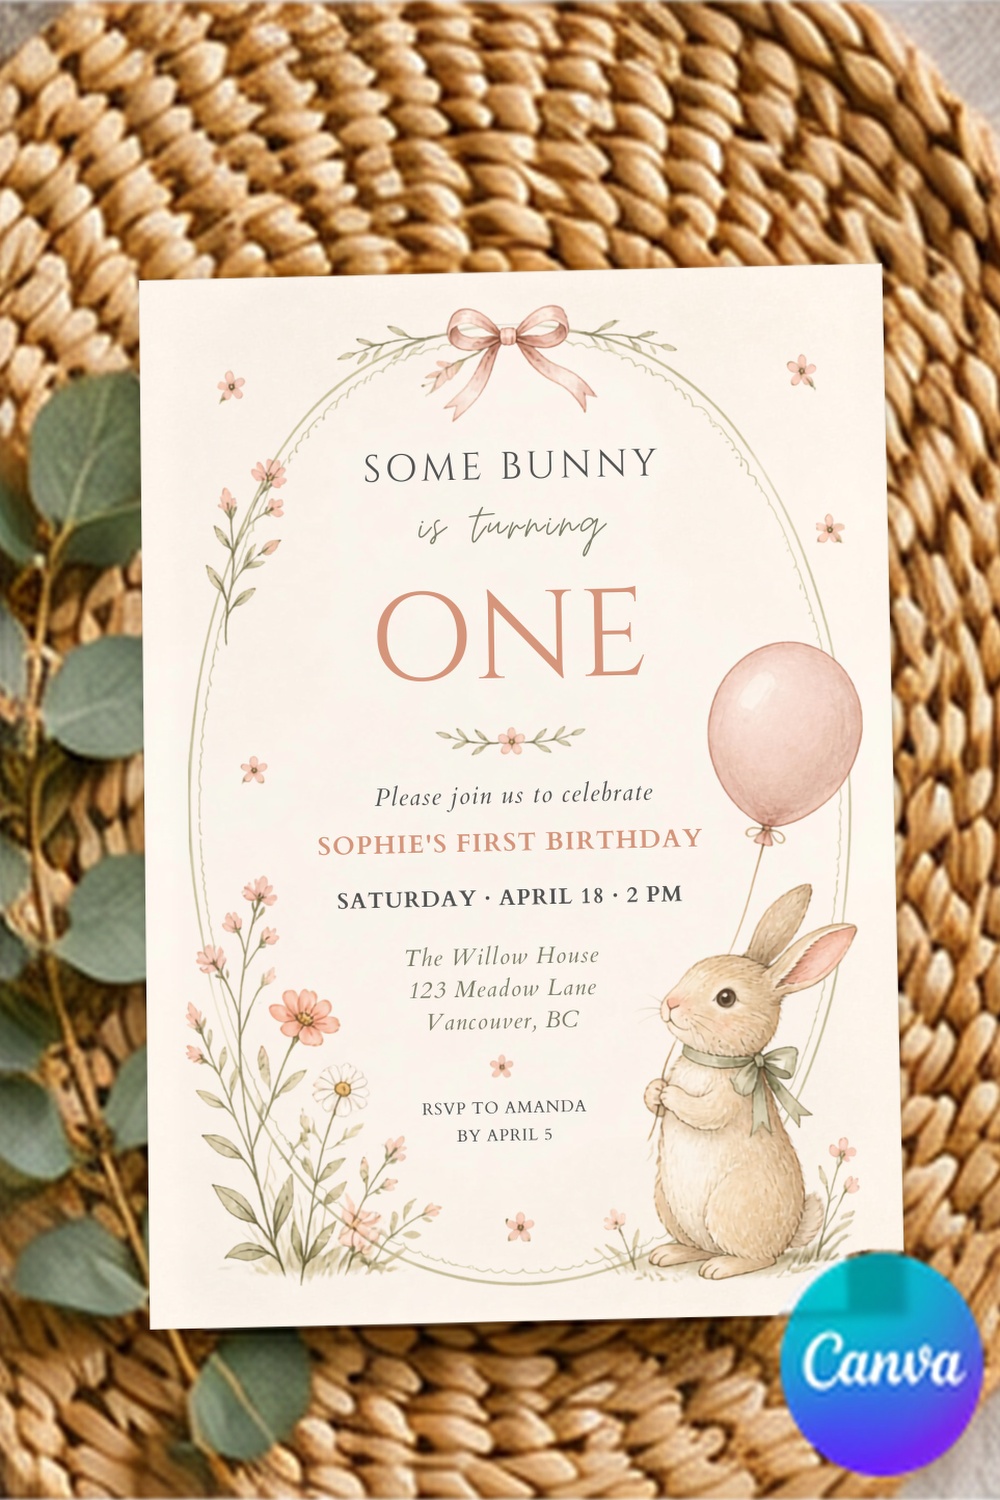 SOME BUNNY
is turning
ONE
Please join us to celebrate
SOPHIE'S FIRST BIRTHDAY
SATURDAY · APRIL 18 · 2 PM
The Willow House
123 Meadow Lane
Vancouver, BC
RSVP TO AMANDA
BY APRIL 5
Canva